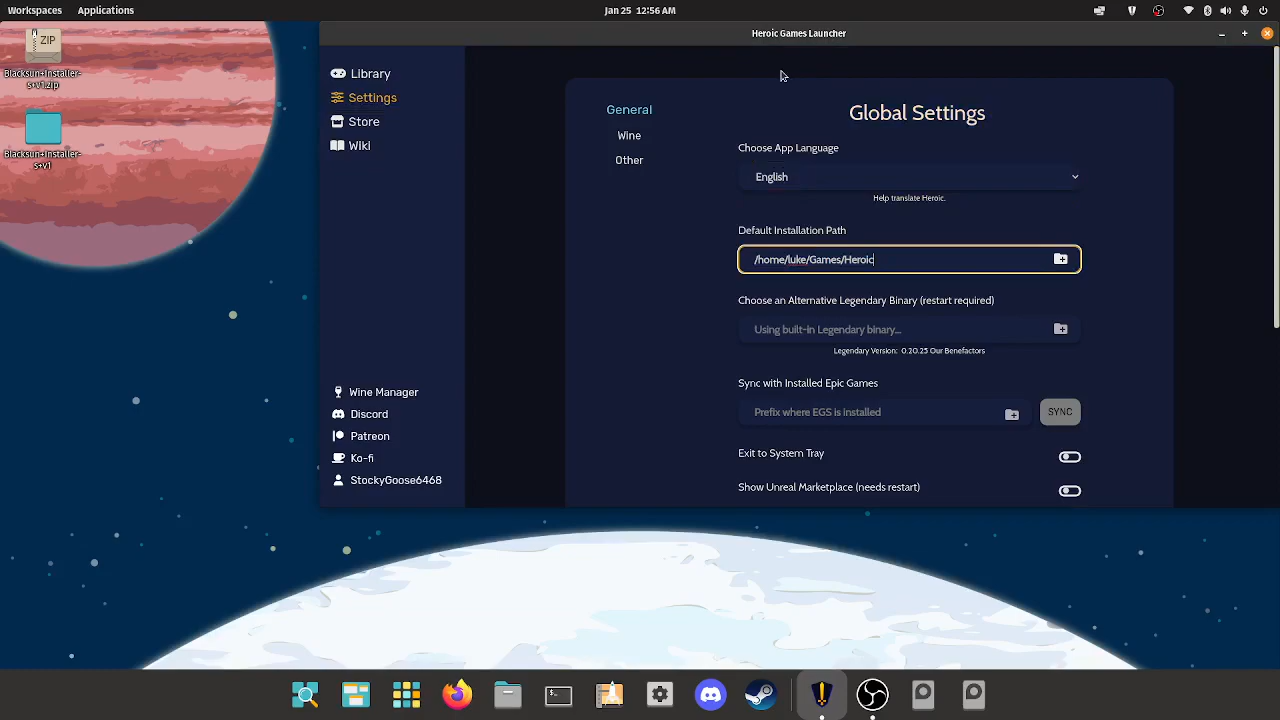 Workspaces
Applications
Jan 25 12:56 AM
ZIP
Blacksun+Installer-
s+v1.zip
Blacksun+Installer-
s+v1
Heroic Games Launcher
Library
Settings
Store
Wiki
Wine Manager
Discord
Patreon
Ko-fi
StockyGoose6468
General
Wine
Other
Global Settings
Choose App Language
English
Help translate Heroic.
Default Installation Path
/home/luke/Games/Heroic
Choose an Alternative Legendary Binary (restart required)
Using built-in Legendary binary...
Legendary Version: 0.20.25 Our Benefactors
Sync with Installed Epic Games
Prefix where EGS is installed
SYNC
Exit to System Tray
Show Unreal Marketplace (needs restart)